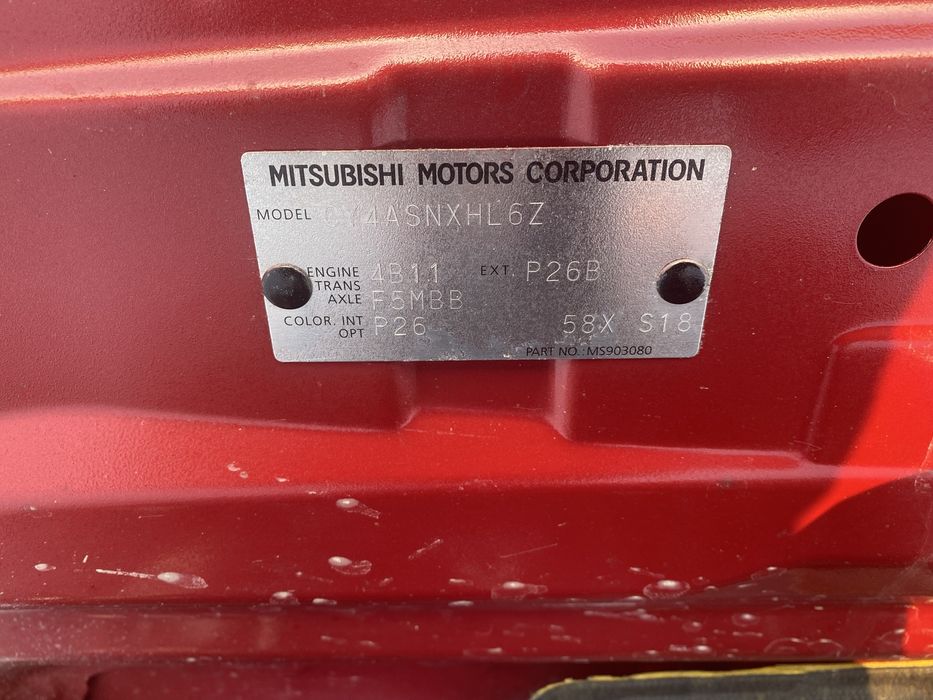 MITSUBISHI MOTORS CORPORATION
MODEL CY4ASNXHL6Z
ENGINE 4B11 EXT. P26B
TRANS
AXLE F5MBB
COLOR. INT P26 58X S18
OPT
PART NO.: MS903080